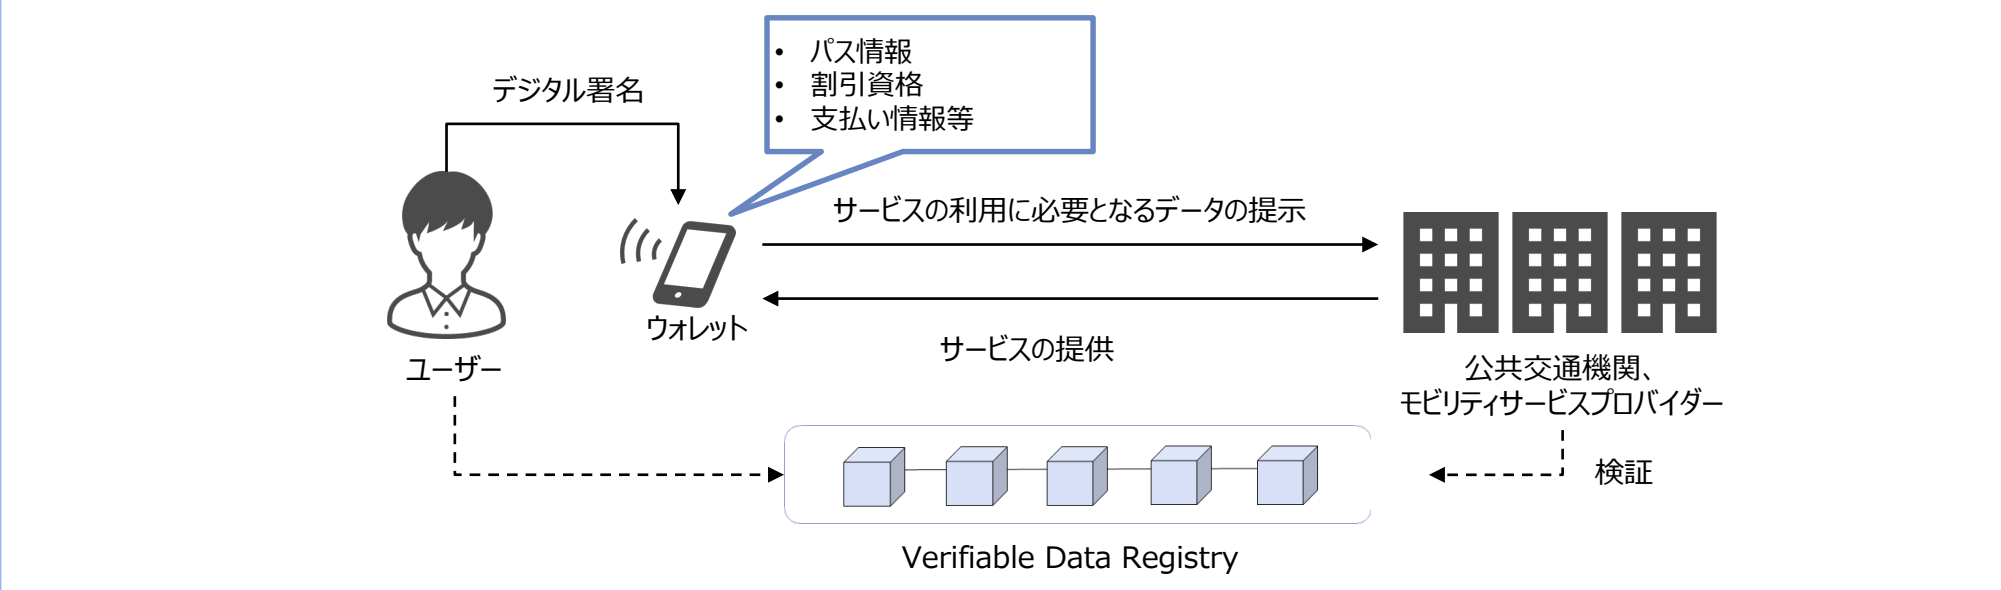 • パス情報
• 割引資格
• 支払い情報等
デジタル署名
サービスの利用に必要となるデータの提示
ウォレット
サービスの提供
ユーザー
公共交通機関、
モビリティサービスプロバイダー
検証
Verifiable Data Registry